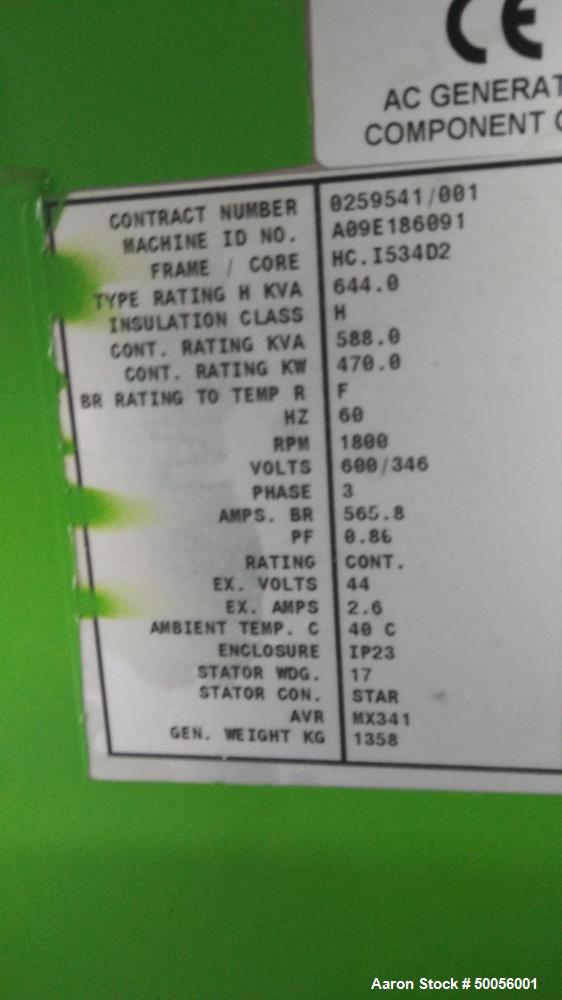 CE
AC GENERAT
COMPONENT
CONTRACT NUMBER 0259541/001
MACHINE ID NO. A09E186091
FRAME / CORE HC.I534D2
TYPE RATING H KVA 644.0
INSULATION CLASS H
CONT. RATING KVA 588.0
CONT. RATING KW 470.0
BR RATING TO TEMP R F
HZ 60
RPM 1800
VOLTS 600/346
PHASE 3
AMPS. BR 565.8
PF 0.86
RATING CONT.
EX. VOLTS 44
EX. AMPS 2.6
AMBIENT TEMP. C 40 C
ENCLOSURE IP23
STATOR WDG. 17
STATOR CON. STAR
AVR MX341
GEN. WEIGHT KG 1358
Aaron Stock # 50056001